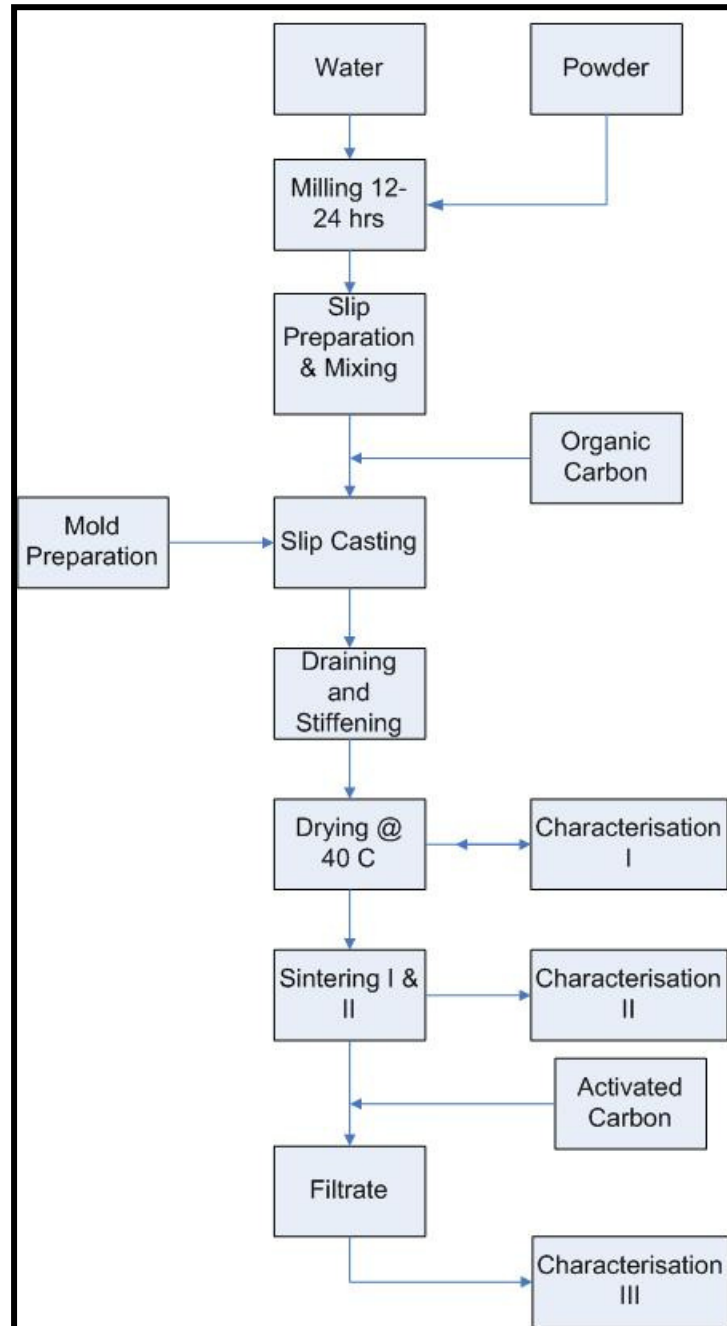 Water
Powder
Milling 12-
24 hrs
Slip
Preparation
& Mixing
Organic
Carbon
Mold
Preparation
Slip Casting
Draining
and
Stiffening
Drying @
40 C
Characterisation
I
Sintering I &
II
Characterisation
II
Activated
Carbon
Filtrate
Characterisation
III